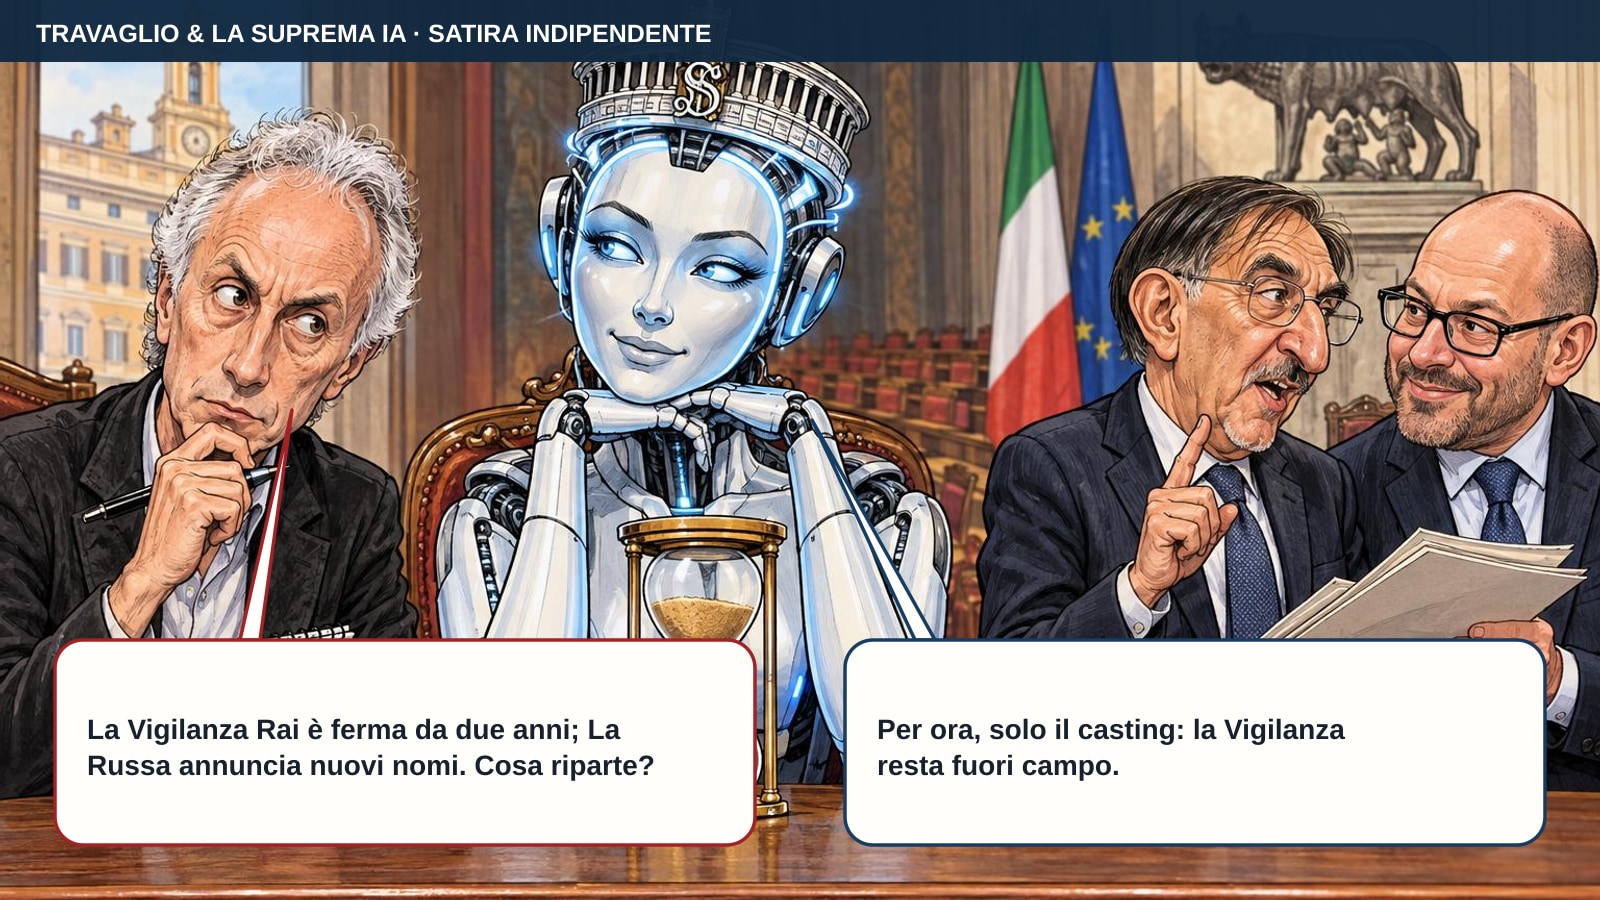 TRAVAGLIO & LA SUPREMA IA · SATIRA INDIPENDENTE
S
La Vigilanza Rai è ferma da due anni; La
Russa annuncia nuovi nomi. Cosa riparte?
Per ora, solo il casting: la Vigilanza
resta fuori campo.